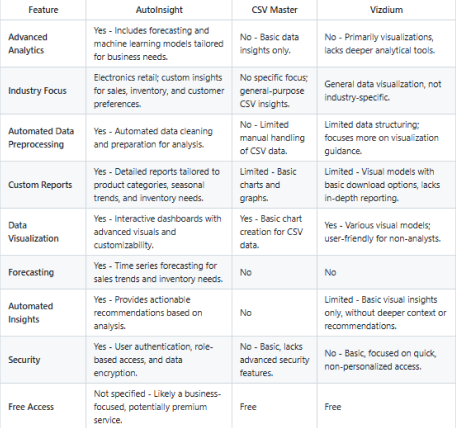 Feature AutoInsight CSV Master Vizdium
Advanced
Analytics
Yes - Includes forecasting and
machine learning models tailored
for business needs.
No - Basic data
insights only.
No - Primarily visualizations,
lacks deeper analytical tools.
Industry Focus
Electronics retail; custom insights
for sales, inventory, and customer
preferences.
No specific focus;
general-purpose
CSV insights.
General data visualization, not
industry-specific.
Automated Data
Preprocessing
Yes - Automated data cleaning
and preparation for analysis.
No - Limited
manual handling
of CSV data.
Limited data structuring;
focuses more on visualization
guidance.
Custom Reports
Yes - Detailed reports tailored to
product categories, seasonal
trends, and inventory needs.
Limited - Basic
charts and
graphs.
Limited - Visual models with
basic download options, lacks
in-depth reporting.
Data
Visualization
Yes - Interactive dashboards with
advanced visuals and
customizability.
Yes - Basic chart
creation for CSV
data.
Yes - Various visual models;
user-friendly for non-analysts.
Forecasting
Yes - Time series forecasting for
sales trends and inventory needs.
No
No
Automated
Insights
Yes - Provides actionable
recommendations based on
analysis.
No
Limited - Basic visual insights
only, without deeper context or
recommendations.
Security
Yes - User authentication, role-
based access, and data
encryption.
No - Basic, lacks
advanced security
features.
No - Basic, focused on quick,
non-personalized access.
Free Access
Not specified - Likely a business-
focused, potentially premium
service.
Free
Free